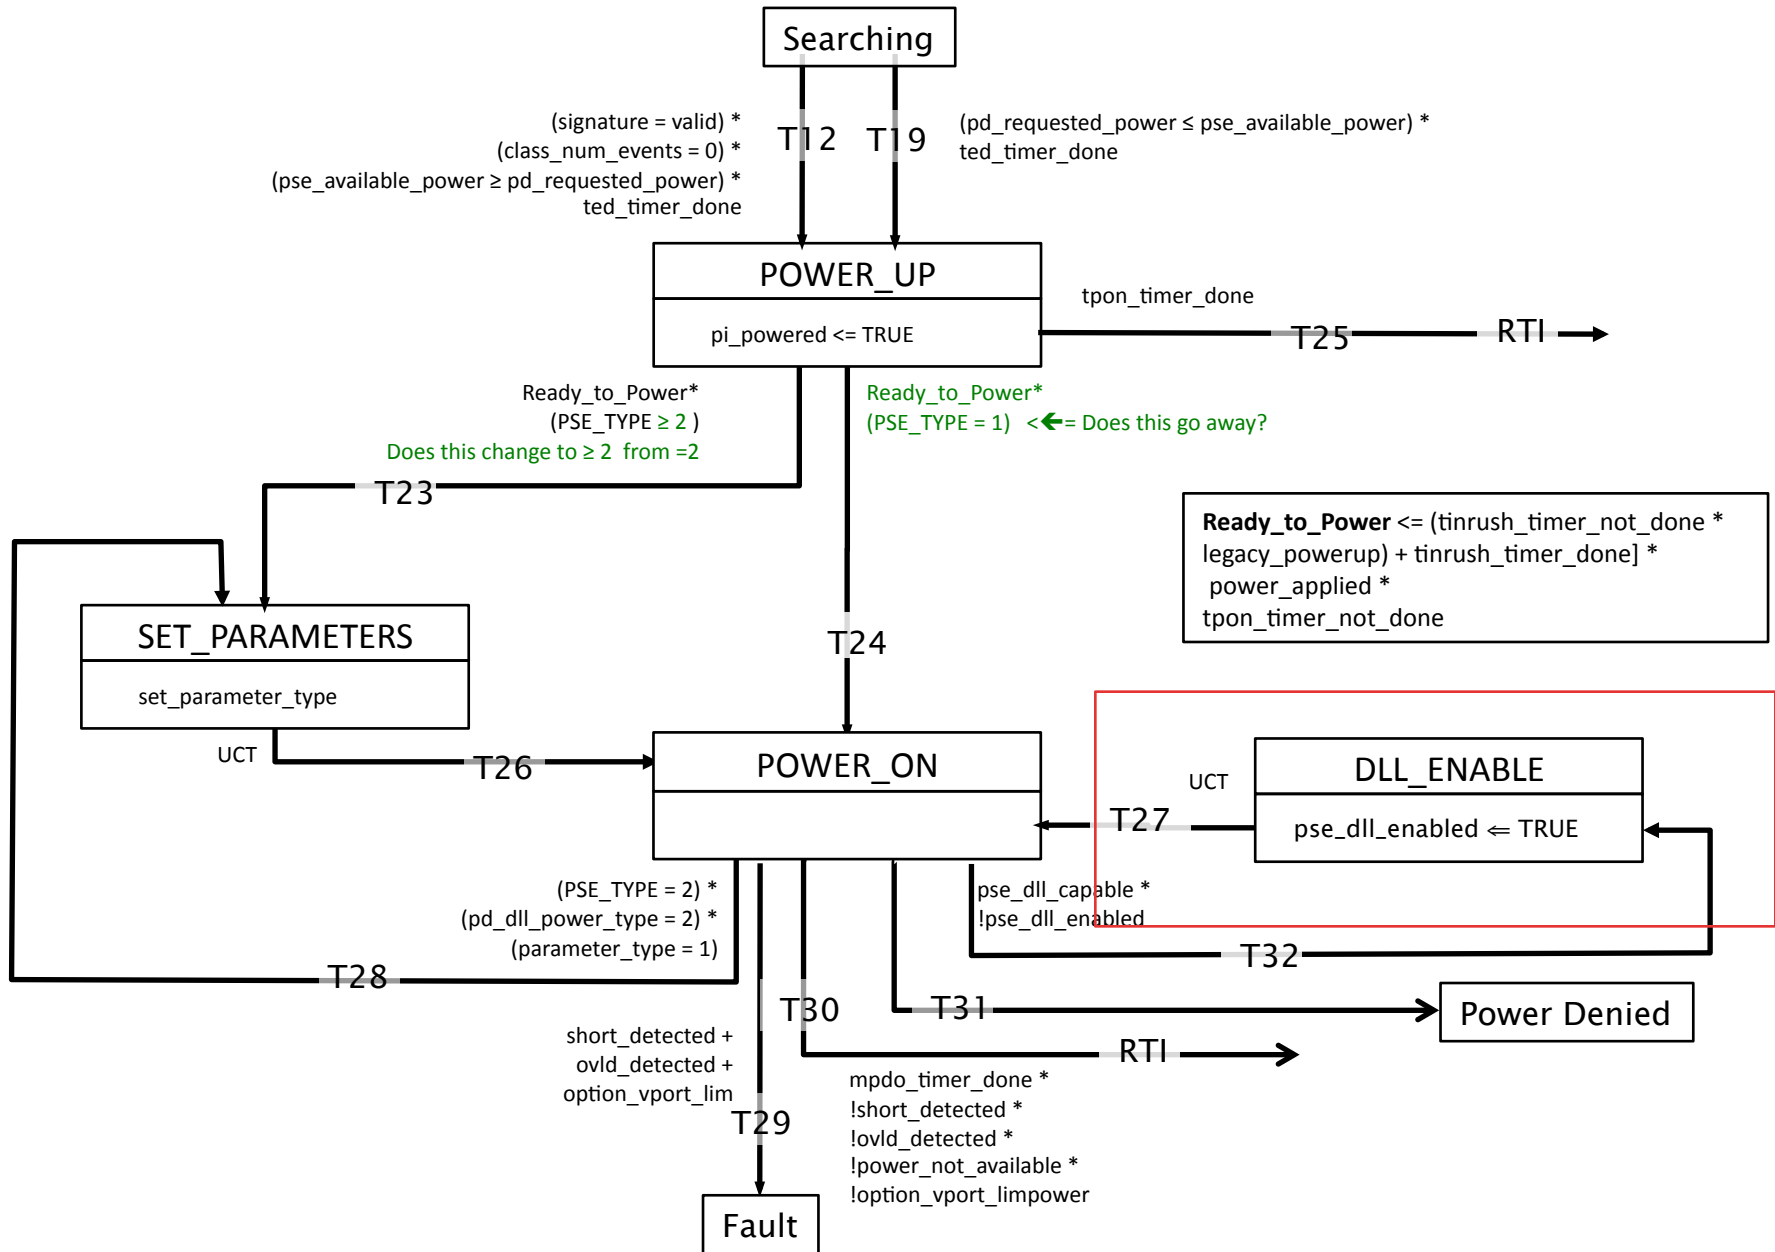 Searching
(signature = valid) *
(class_num_events = 0) *
(pse_available_power ≥ pd_requested_power) *
ted_timer_done
T12
T19
(pd_requested_power ≤ pse_available_power) *
ted_timer_done
POWER_UP
pi_powered <= TRUE
tpon_timer_done
T25
RTI
Ready_to_Power*
(PSE_TYPE ≥ 2 )
Does this change to ≥ 2 from =2
Ready_to_Power*
(PSE_TYPE = 1) <🡸= Does this go away?
T23
Ready_to_Power <= (tinrush_timer_not_done *
legacy_powerup) + tinrush_timer_done] *
power_applied *
tpon_timer_not_done
SET_PARAMETERS
set_parameter_type
T24
UCT
T26
POWER_ON
UCT
T27
DLL_ENABLE
pse_dll_enabled ⇐ TRUE
(PSE_TYPE = 2) *
(pd_dll_power_type = 2) *
(parameter_type = 1)
pse_dll_capable *
!pse_dll_enabled
T32
T28
T30
T31
Power Denied
short_detected +
ovld_detected +
option_vport_lim
T29
RTI
mpdo_timer_done *
!short_detected *
!ovld_detected *
!power_not_available *
!option_vport_limpower
Fault